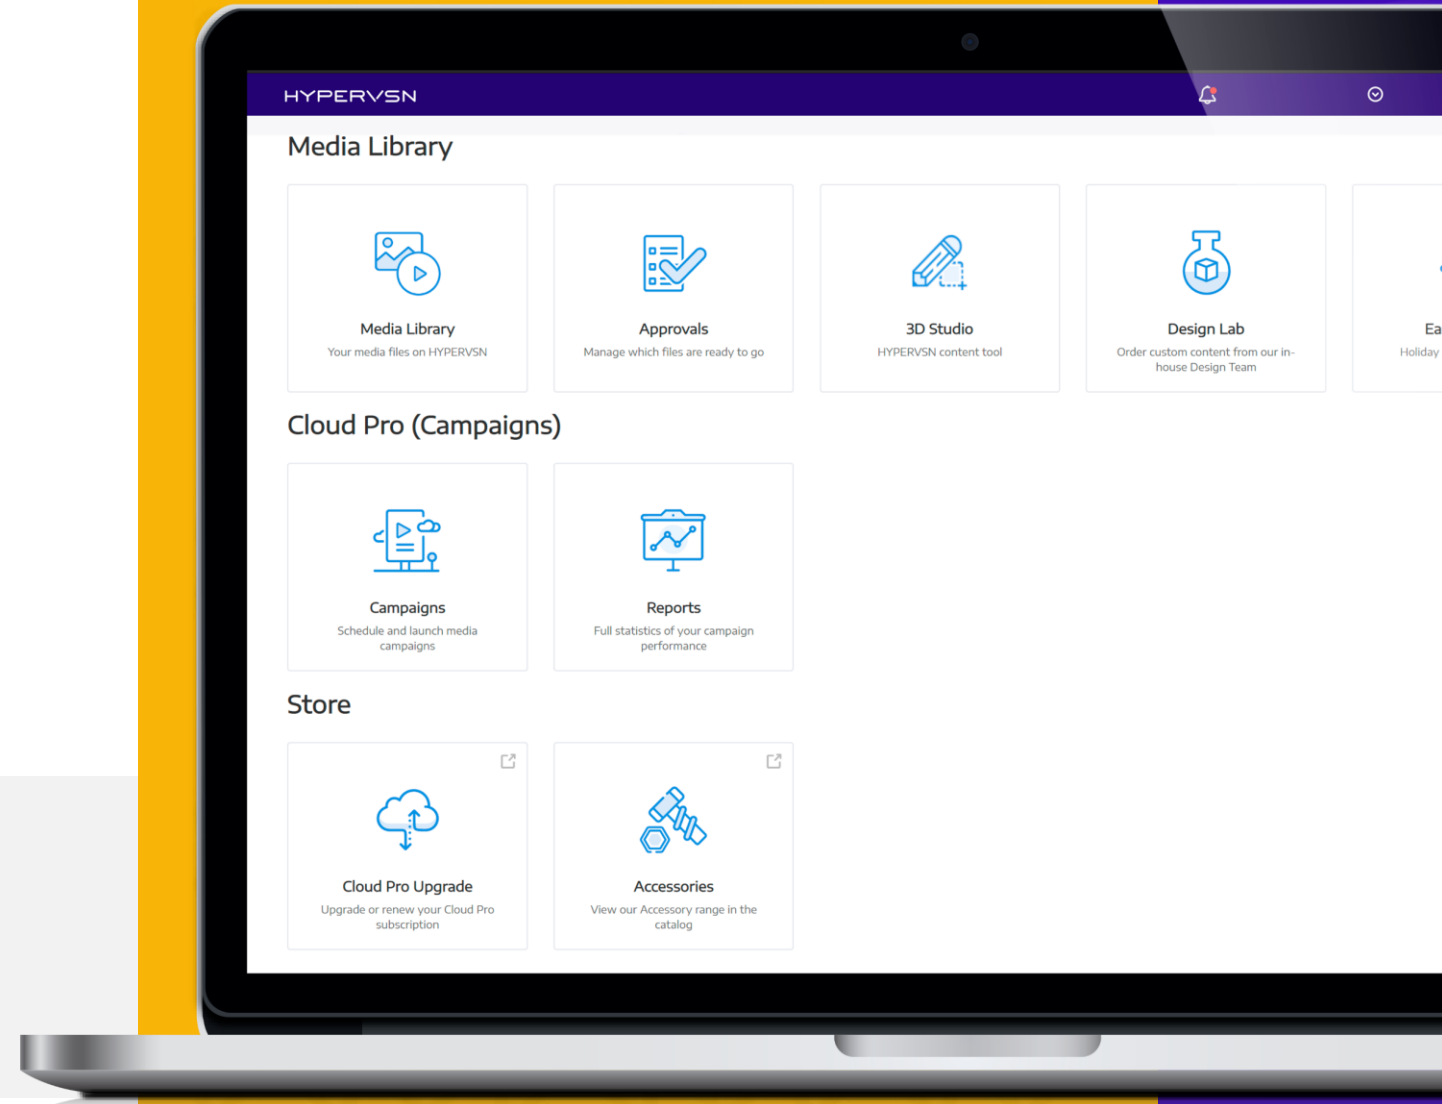 HYPERVSN
Media Library
Media Library
Your media files on HYPERVSN
Approvals
Manage which files are ready to go
3D Studio
HYPERVSN content tool
Design Lab
Order custom content from our in-
house Design Team
Ea
Holiday
Cloud Pro (Campaigns)
Campaigns
Schedule and launch media
campaigns
Reports
Full statistics of your campaign
performance
Store
Cloud Pro Upgrade
Upgrade or renew your Cloud Pro
subscription
Accessories
View our Accessory range in the
catalog